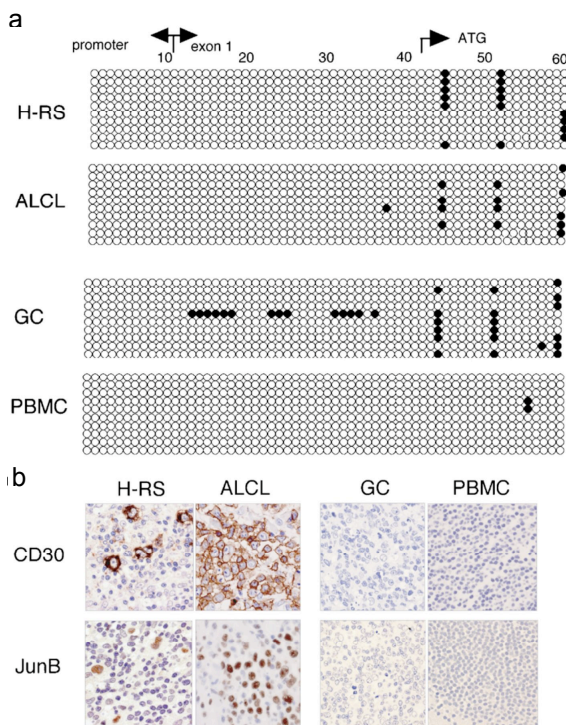 a
promoter
exon 1
ATG
10 20 30 40 50 60
H-RS
ALCL
GC
PBMC
b
H-RS ALCL GC PBMC
CD30
JunB